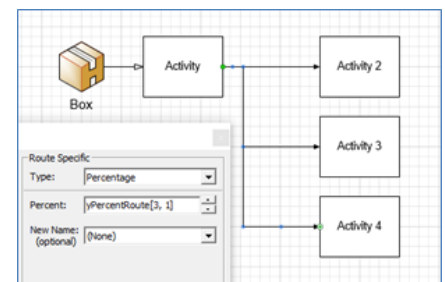 Activity
Activity 2
Box
Activity 3
Route Specific
Type: Percentage
Percent: yPercentRoute[3, 1]
Activity 4
New Name: (None)
(optional)